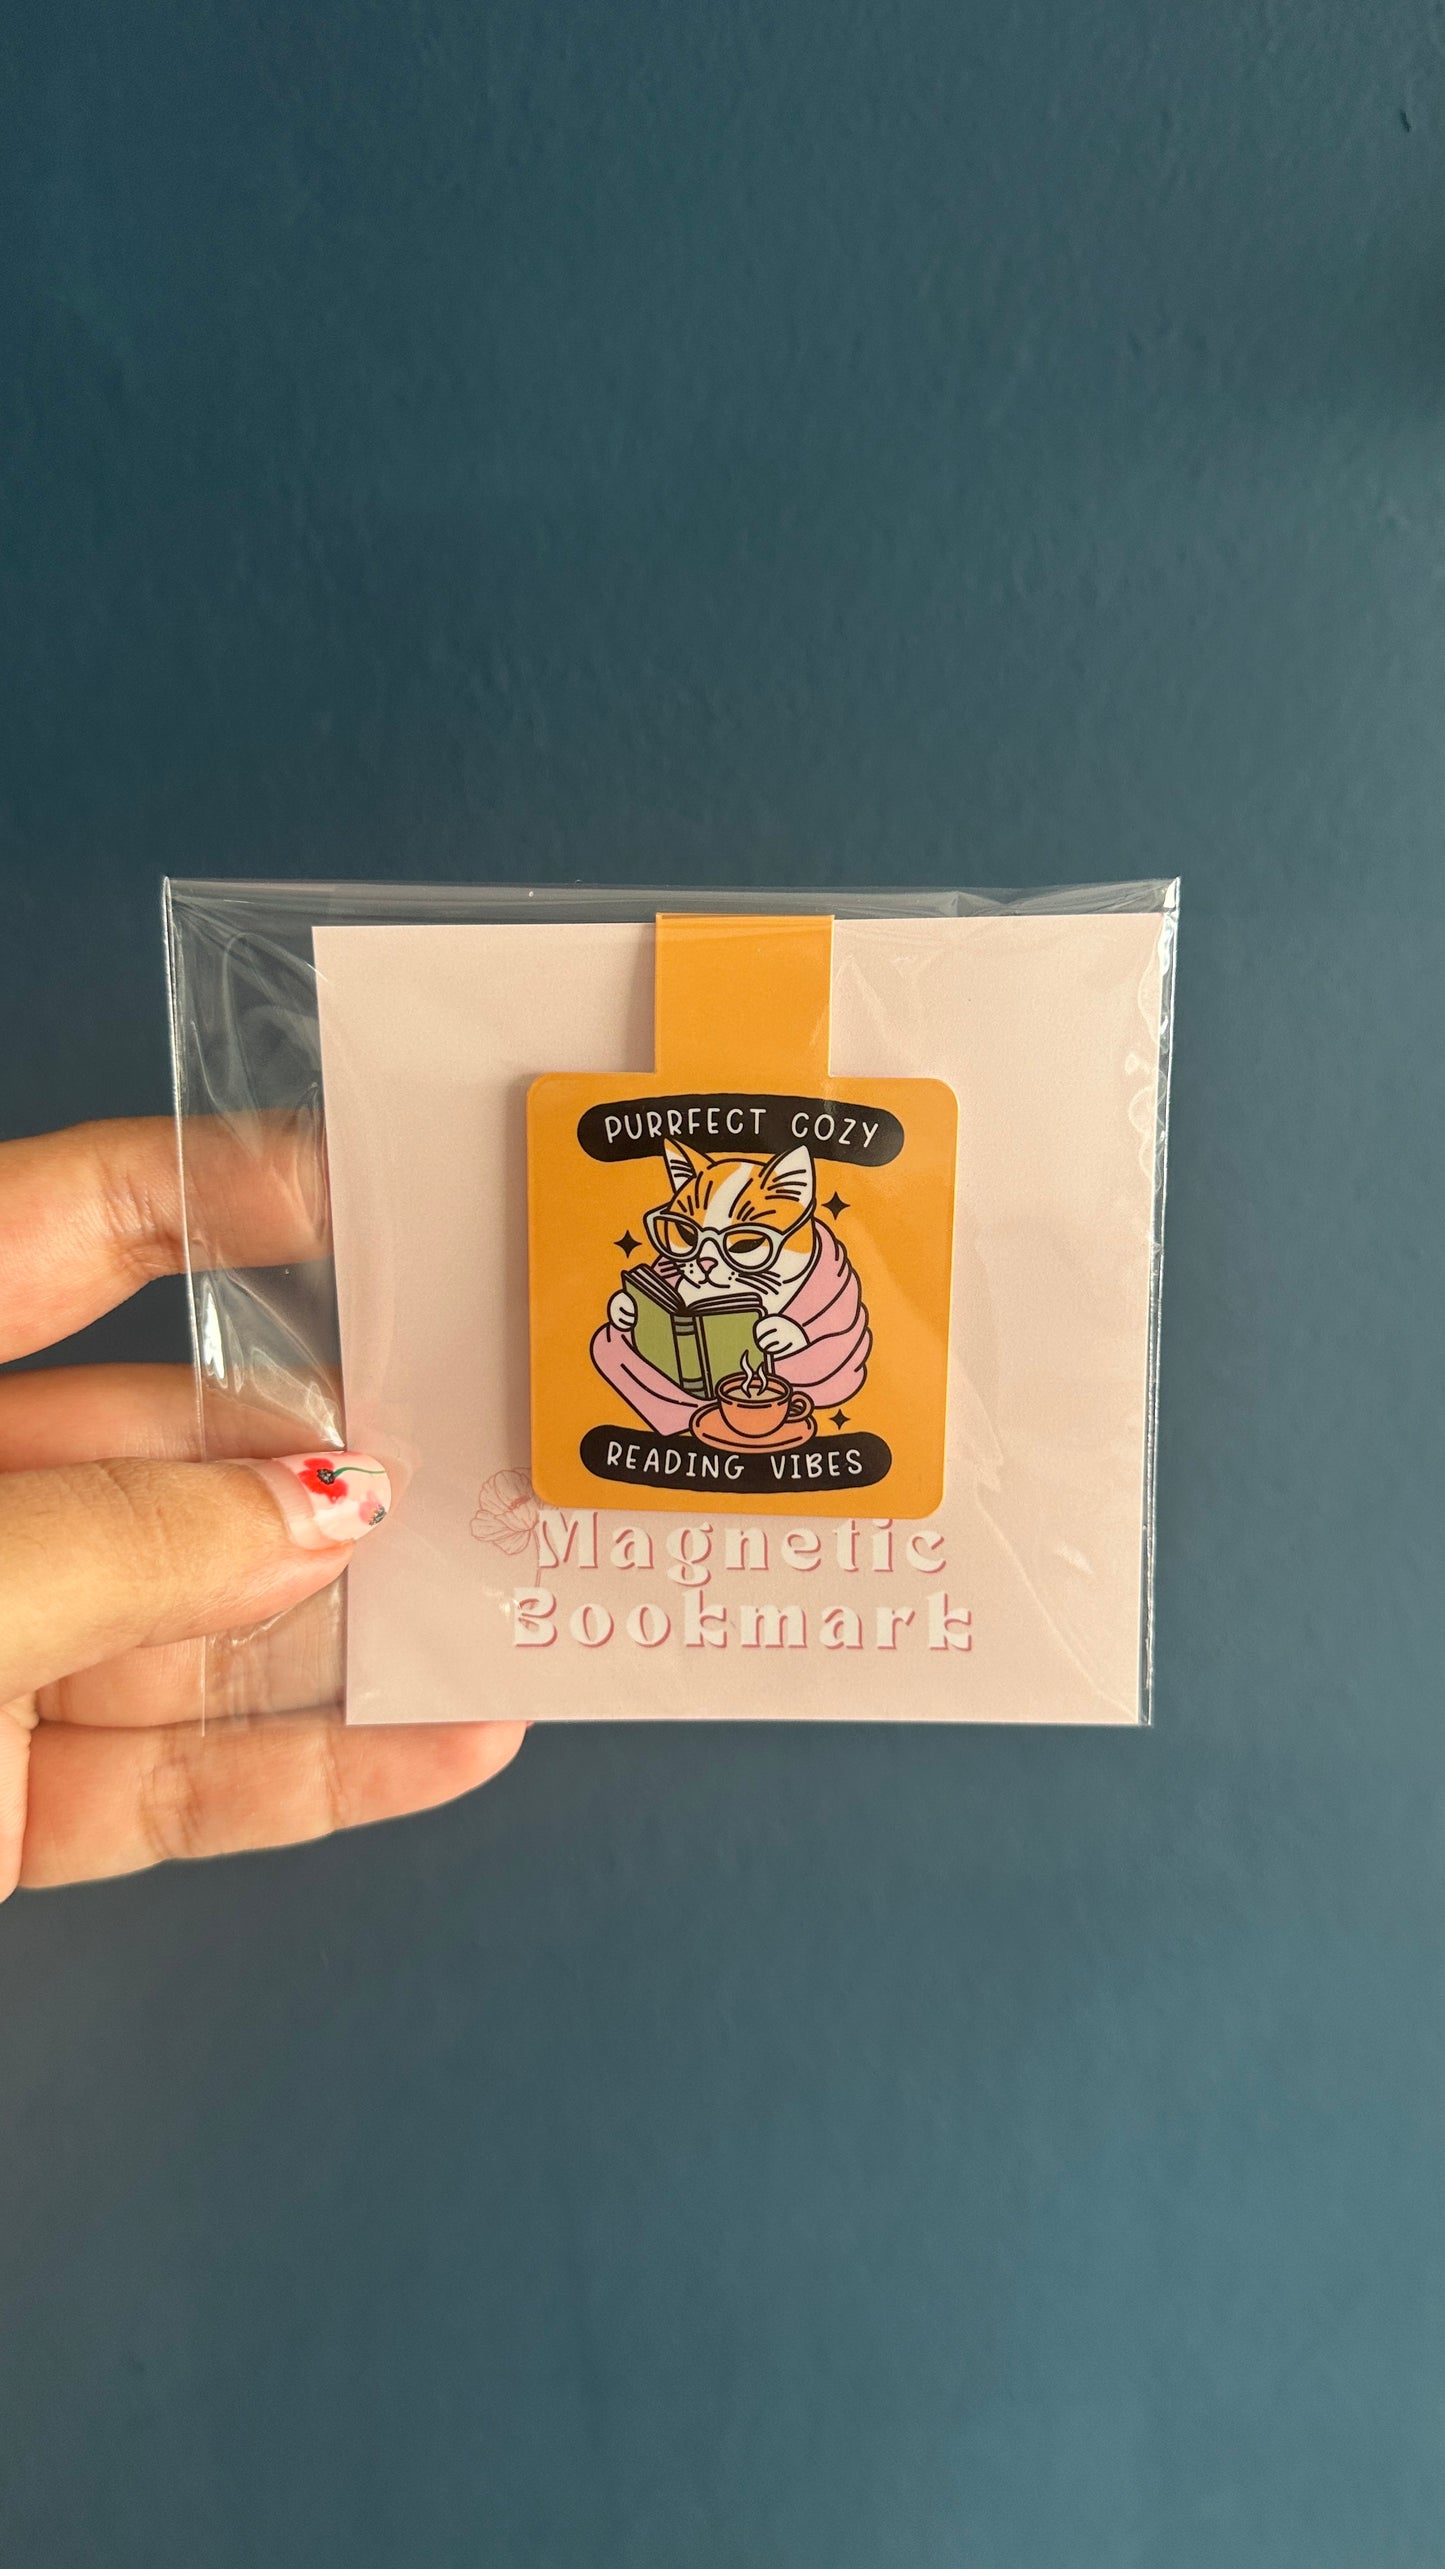 PURRFECT COZY
READING VIBES
Magnetic
Bookmark